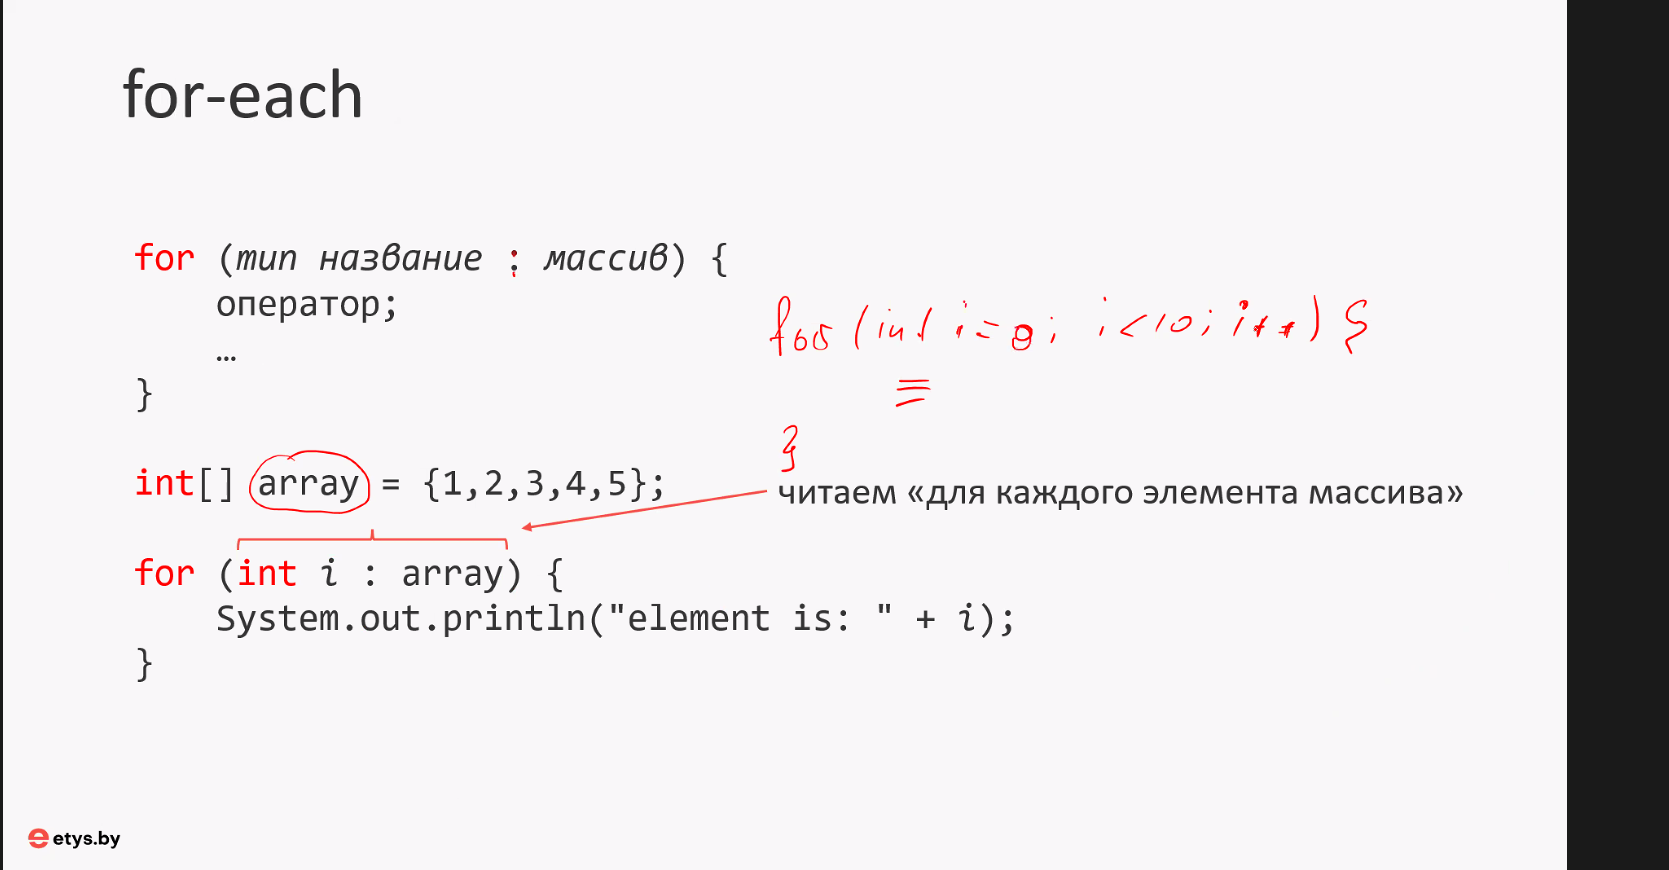 for-each
for (тип название : массив) {
оператор;
…
}
for (int i = 0; i < 10; i++) {
}
int[] array = {1,2,3,4,5};
читаем «для каждого элемента массива»
for (int i : array) {
System.out.println("element is: " + i);
}
etys.by